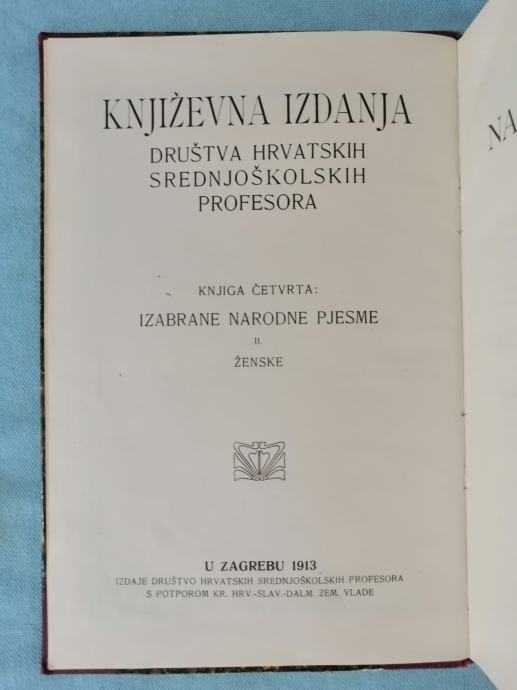 KNJIŽEVNA IZDANJA
DRUŠTVA HRVATSKIH
SREDNJOŠKOLSKIH
PROFESORA
KNJIGA ČETVRTA:
IZABRANE NARODNE PJESME
II.
ŽENSKE
U ZAGREBU 1913
IZDAJE DRUŠTVO HRVATSKIH SREDNJOŠKOLSKIH PROFESORA
S POTPOROM KR. HRV.-SLAV.-DALM. ZEM. VLADE
NA